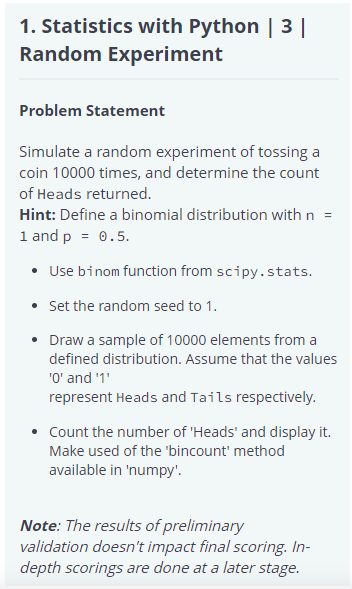 1. Statistics with Python | 3 |
Random Experiment
Problem Statement
Simulate a random experiment of tossing a
coin 10000 times, and determine the count
of Heads returned.
Hint: Define a binomial distribution with n =
1 and p = 0.5.
• Use binom function from scipy.stats.
• Set the random seed to 1.
• Draw a sample of 10000 elements from a
defined distribution. Assume that the values
'0' and '1'
represent Heads and Tails respectively.
• Count the number of 'Heads' and display it.
Make used of the 'bincount' method
available in 'numpy'.
Note: The results of preliminary
validation doesn't impact final scoring. In-
depth scorings are done at a later stage.